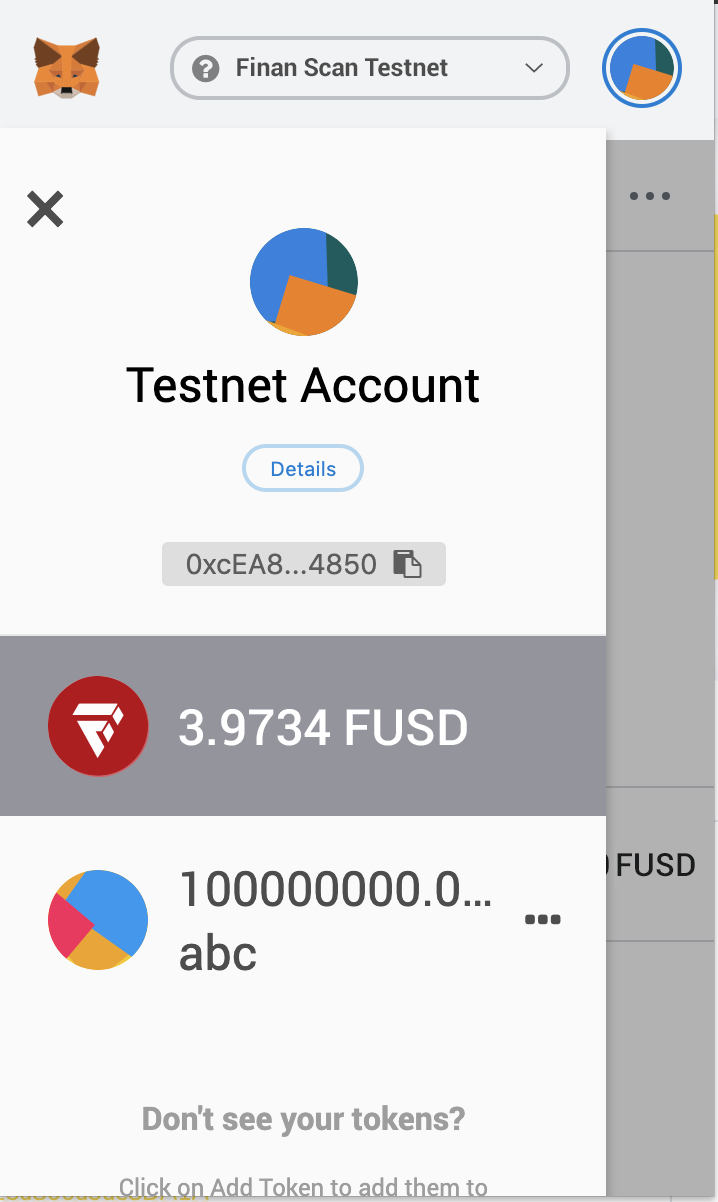 Finan Scan Testnet
Testnet Account
Details
0xcEA8...4850
3.9734 FUSD
100000000.0...
abc
FUSD
Don't see your tokens?
Click on Add Token to add them to